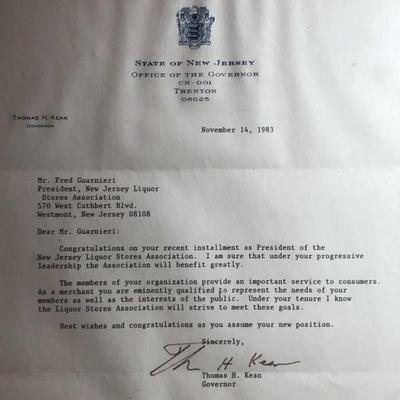 STATE OF NEW JERSEY
OFFICE OF THE GOVERNOR
CN-001
TRENTON
08625
THOMAS H. KEAN
GOVERNOR
November 14, 1983
Mr. Fred Guarnieri
President, New Jersey Liquor
Stores Association
570 West Cuthbert Blvd.
Westmont, New Jersey 08108
Dear Mr. Guarnieri:
Congratulations on your recent installment as President of the
New Jersey Liquor Stores Association. I am sure that under your progressive
leadership the Association will benefit greatly.
The members of your organization provide an important service to consumers.
As a merchant you are eminently qualified to represent the needs of your
members as well as the interests of the public. Under your tenure I know
the Liquor Stores Association will strive to meet these goals.
Best wishes and congratulations as you assume your new position.
Sincerely,
Th H Kean
Thomas H. Kean
Governor